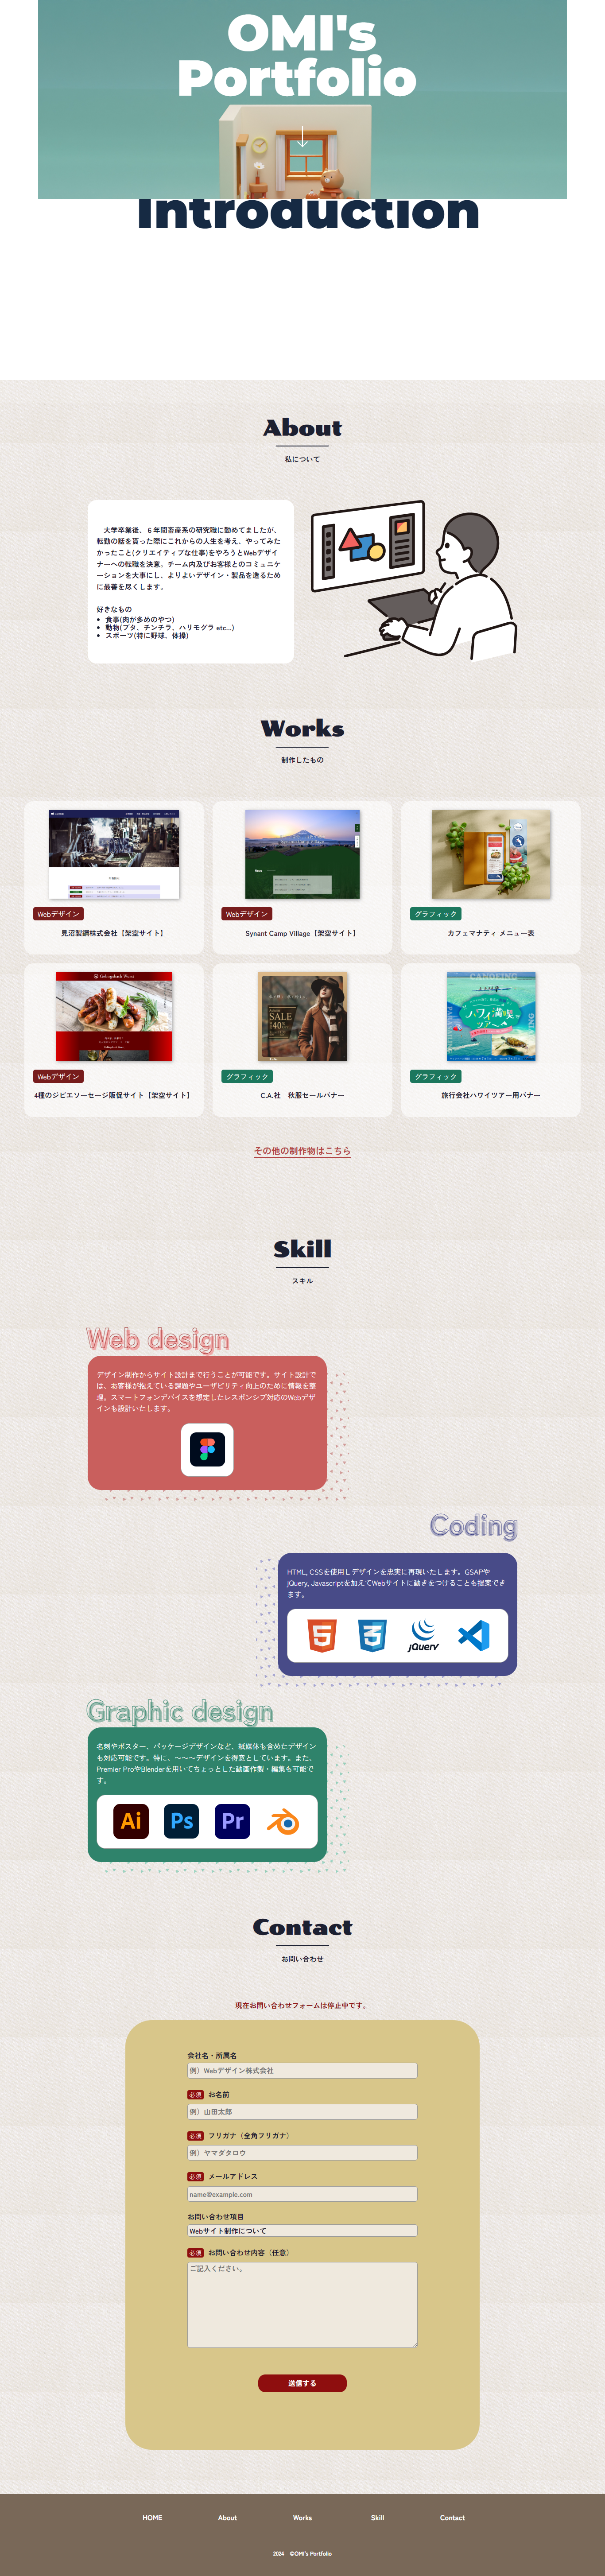 OMI's
Portfolio
Introduction
About
私について
大学卒業後、６年間畜産系の研究職に勤めてましたが、
転勤の話を貰った際にこれからの人生を考え、やってみた
かったこと(クリエイティブな仕事)をやろうとWebデザイ
ナーへの転職を決意。チーム内及びお客様とのコミュニケ
ーションを大事にし、よりよいデザイン・製品を造るため
に最善を尽くします。
好きなもの
• 食事(肉が多めのやつ)
• 動物(ブタ、チンチラ、ハリモグラ etc...)
• スポーツ(特に野球、体操)
Works
制作したもの
Webデザイン
見沼製鋼株式会社【架空サイト】
Webデザイン
Synant Camp Village【架空サイト】
グラフィック
カフェマナティ メニュー表
Webデザイン
4種のジビエソーセージ販促サイト【架空サイト】
SALE
グラフィック
C.A.社　秋服セールバナー
CANOEING
ハワイ満喫
ツアー
グラフィック
旅行会社ハワイツアー用バナー
その他の制作物はこちら
Skill
スキル
Web design
デザイン制作からサイト設計まで行うことが可能です。サイト設計で
は、お客様が抱えている課題やユーザビリティ向上のために情報を整
理。スマートフォンデバイスを想定したレスポンシブ対応のWebデザ
インも設計いたします。
Coding
HTML, CSSを使用しデザインを忠実に再現いたします。GSAPや
jQuery, Javascriptを加えてWebサイトに動きをつけることも提案でき
ます。
5
3
jQuery
Graphic design
名刺やポスター、パッケージデザインなど、紙媒体も含めたデザイン
も対応可能です。特に、〜〜〜デザインを得意としています。また、
Premier ProやBlenderを用いてちょっとした動画作製・編集も可能で
す。
Ai
Ps
Pr
Contact
お問い合わせ
現在お問い合わせフォームは停止中です。
会社名・所属名
例）Webデザイン株式会社
必須 お名前
例）山田太郎
必須 フリガナ（全角フリガナ）
例）ヤマダタロウ
必須 メールアドレス
name@example.com
お問い合わせ項目
Webサイト制作について
必須 お問い合わせ内容（任意）
ご記入ください。
送信する
HOME
About
Works
Skill
Contact
2024　©OMI's Portfolio